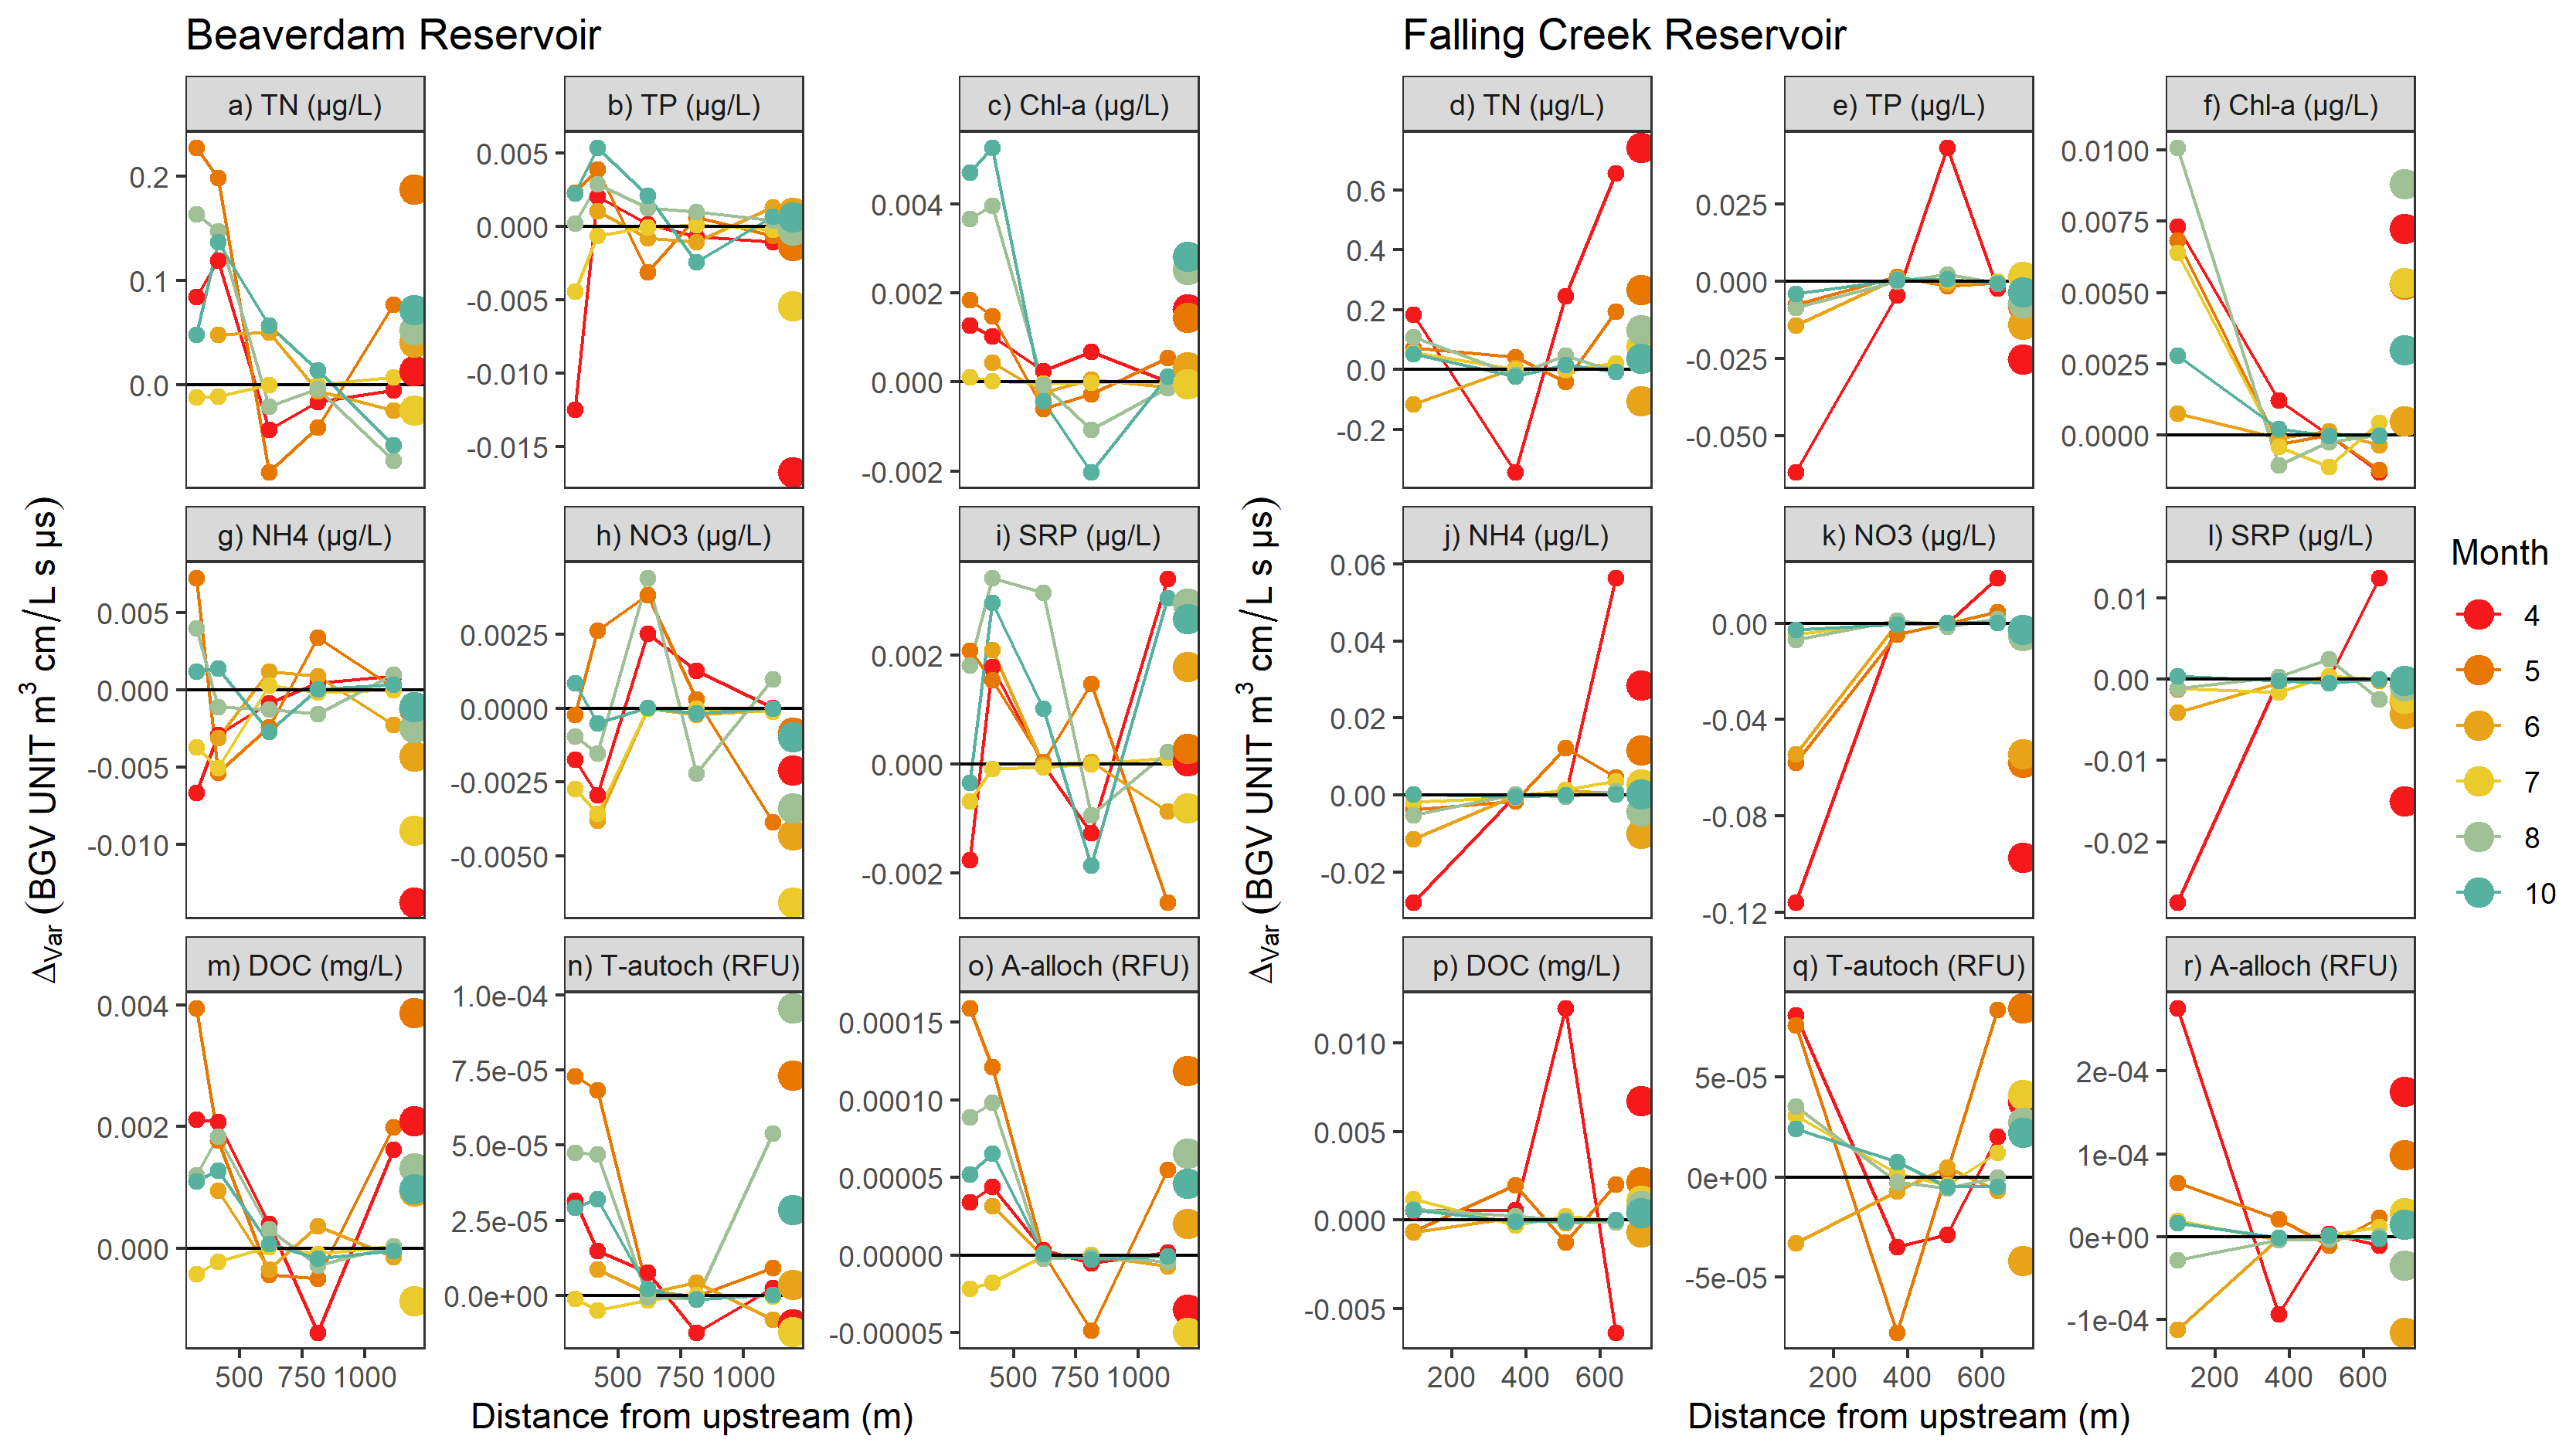 Beaverdam Reservoir
Falling Creek Reservoir
a) TN (µg/L)
b) TP (µg/L)
c) Chl-a (µg/L)
d) TN (µg/L)
e) TP (µg/L)
f) Chl-a (µg/L)
0.2
0.1
0.0
0.005
0.000
-0.005
-0.010
-0.015
0.004
0.002
0.000
-0.002
0.6
0.4
0.2
0.0
-0.2
0.025
0.000
-0.025
-0.050
0.0100
0.0075
0.0050
0.0025
0.0000
g) NH4 (µg/L)
h) NO3 (µg/L)
i) SRP (µg/L)
j) NH4 (µg/L)
k) NO3 (µg/L)
l) SRP (µg/L)
0.005
0.000
-0.005
-0.010
0.0025
0.0000
-0.0025
-0.0050
0.002
0.000
-0.002
0.06
0.04
0.02
0.00
-0.02
0.00
-0.04
-0.08
-0.12
0.01
0.00
-0.01
-0.02
m) DOC (mg/L)
n) T-autoch (RFU)
o) A-alloch (RFU)
p) DOC (mg/L)
q) T-autoch (RFU)
r) A-alloch (RFU)
0.004
0.002
0.000
1.0e-04
7.5e-05
5.0e-05
2.5e-05
0.0e+00
0.00015
0.00010
0.00005
0.00000
-0.00005
0.010
0.005
0.000
-0.005
5e-05
0e+00
-5e-05
2e-04
1e-04
0e+00
-1e-04
500 750 1000
500 750 1000
500 750 1000
200 400 600
200 400 600
200 400 600
Distance from upstream (m)
Distance from upstream (m)
ΔVar (BGV UNIT m3 cm/ L s µs)
ΔVar (BGV UNIT m3 cm/ L s µs)
Month
4
5
6
7
8
10